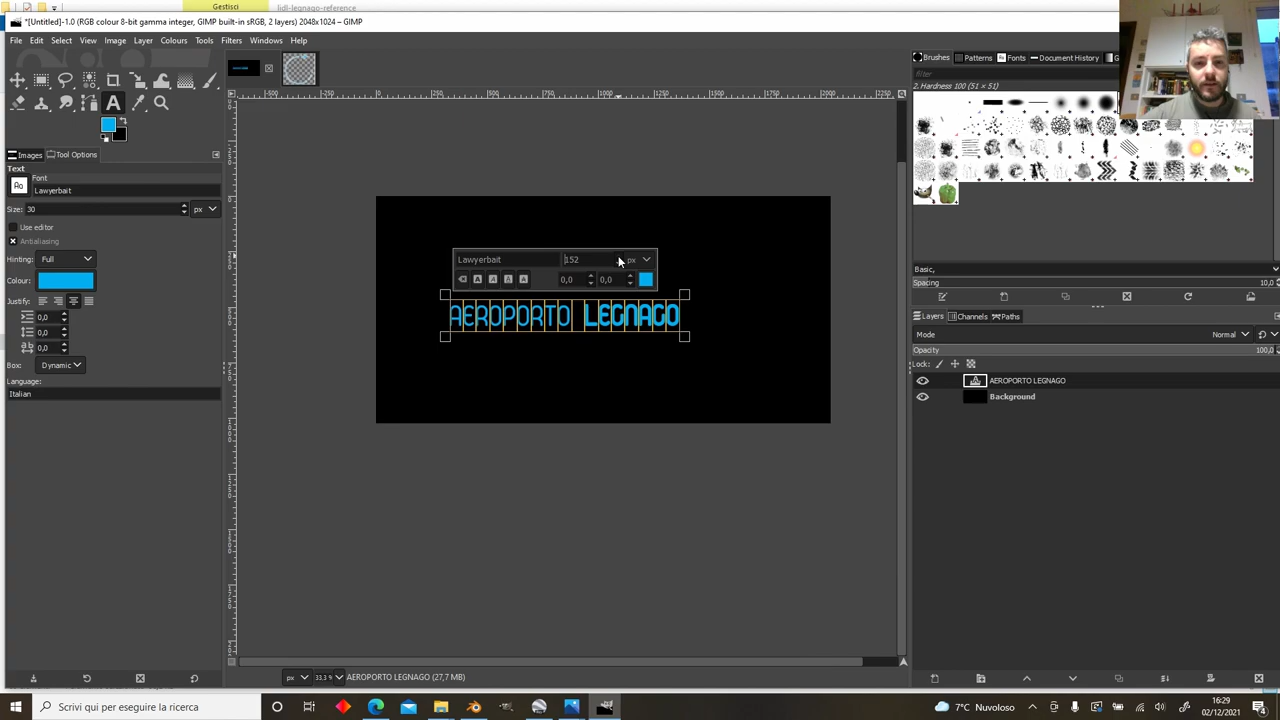 Gestisci
lidl-legnago-reference
*[Untitled]-1.0 (RGB colour 8-bit gamma integer, GIMP built-in sRGB, 2 layers) 2048x1024 – GIMP
File Edit Select View Image Layer Colours Tools Filters Windows Help
Brushes Patterns Fonts Document History
filter
2. Hardness 100 (51 × 51)
Images Tool Options
Text
Font
Aa
Lawyerbait
Size: 30 px
Use editor
Antialiasing
Hinting: Full
Colour:
Justify:
0,0
0,0
0,0
Box: Dynamic
Language:
Italian
Lawyerbait 152 px
0,0 0,0
AEROPORTO LEGNAGO
Basic,
Spacing 10,0
Layers Channels Paths
Mode Normal
Opacity 100,0
Lock:
AEROPORTO LEGNAGO
Background
px 33.3 % AEROPORTO LEGNAGO (27,7 MB)
Scrivi qui per eseguire la ricerca
7°C Nuvoloso
16:29
02/12/2021